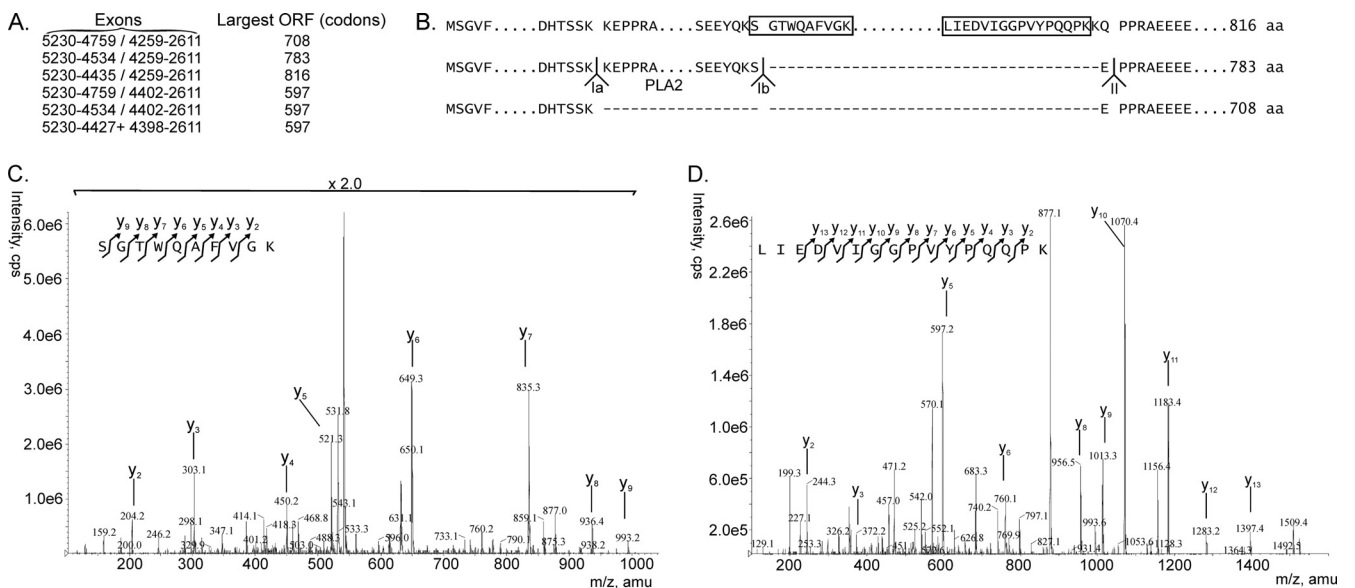 A.
Exons Largest ORF (codons)
5230-4759 / 4259-2611 708
5230-4534 / 4259-2611 783
5230-4435 / 4259-2611 816
5230-4759 / 4402-2611 597
5230-4534 / 4402-2611 597
5230-4427+ 4398-2611 597
B.
MSGVF.....DHTSSK KEPPRA....SEEYQKS GTWQAFVGK..........LIEDVIGGPVYPQQPKKQ PPRAEEEE....816 aa
MSGVF.....DHTSSK KEPPRA....SEEYQKS ------------------------------------E PPRAEEEE....783 aa
Ia PLA2 Ib II
MSGVF.....DHTSSK ---------------- ------------------------------------E PPRAEEEE....708 aa
C.
x 2.0
Intensity, cps
y9 y8 y7 y6 y5 y4 y3 y2
S G T W Q A F V G K
6.0e6
5.0e6
4.0e6
3.0e6
2.0e6
1.0e6
y2
204.2
y3
303.1
y4
450.2
y5
521.3
y6
649.3
y7
835.3
y8
936.4
y9
993.2
531.8
650.1
543.1
631.1
159.2
200.0
246.2
298.1
329.9
347.1
414.1
401.2
418.3
468.8
488.3
503.0
533.3
596.0
733.1
760.2
790.1
859.1
877.0
875.3
938.2
200 300 400 500 600 700 800 900 1000
m/z, amu
D.
Intensity, cps
y13 y12 y11 y10 y9 y8 y7 y6 y5 y4 y3 y2
L I E D V I G G P V Y P Q Q P K
2.6e6
2.2e6
1.8e6
1.4e6
1.0e6
6.0e5
2.0e5
877.1
y10
1070.4
y5
597.2
y11
1183.4
570.1
y2
244.3
y3
372.2
y6
760.1
y8
956.5
y9
1013.3
y12
1283.2
y13
1397.4
199.3
227.1
129.1
253.3
326.2
471.2
457.0
542.0
525.2
552.1
626.8
683.3
740.2
769.9
797.1
827.1
931.4
993.6
1053.6
1156.4
1128.3
1364.3
1509.4
1492.5
200 400 600 800 1000 1200 1400
m/z, amu